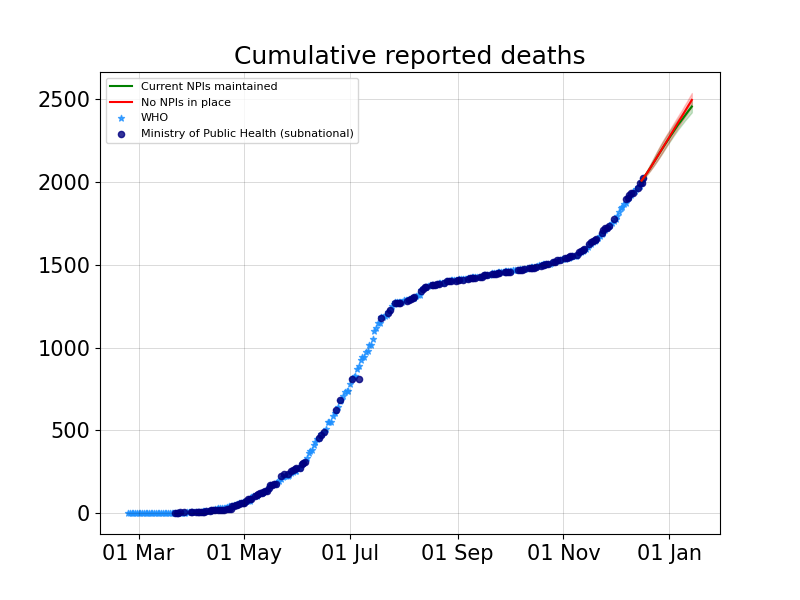 Cumulative reported deaths
Current NPIs maintained
No NPIs in place
WHO
Ministry of Public Health (subnational)
2500
2000
1500
1000
500
0
01 Mar
01 May
01 Jul
01 Sep
01 Nov
01 Jan